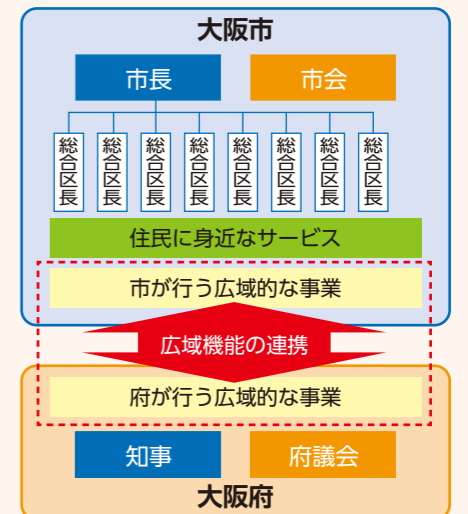 大阪市
市長
市会
総合区長
総合区長
総合区長
総合区長
総合区長
総合区長
総合区長
総合区長
住民に身近なサービス
市が行う広域的な事業
広域機能の連携
府が行う広域的な事業
知事
府議会
大阪府